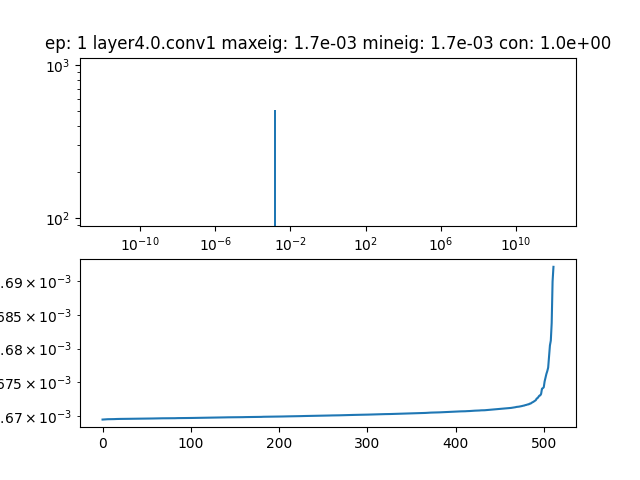 ep: 1 layer4.0.conv1 maxeig: 1.7e-03 mineig: 1.7e-03 con: 1.0e+00
10³
10²
10⁻¹⁰ 10⁻⁶ 10⁻² 10² 10⁶ 10¹⁰
.69 × 10⁻³
685 × 10⁻³
.68 × 10⁻³
675 × 10⁻³
.67 × 10⁻³
0 100 200 300 400 500